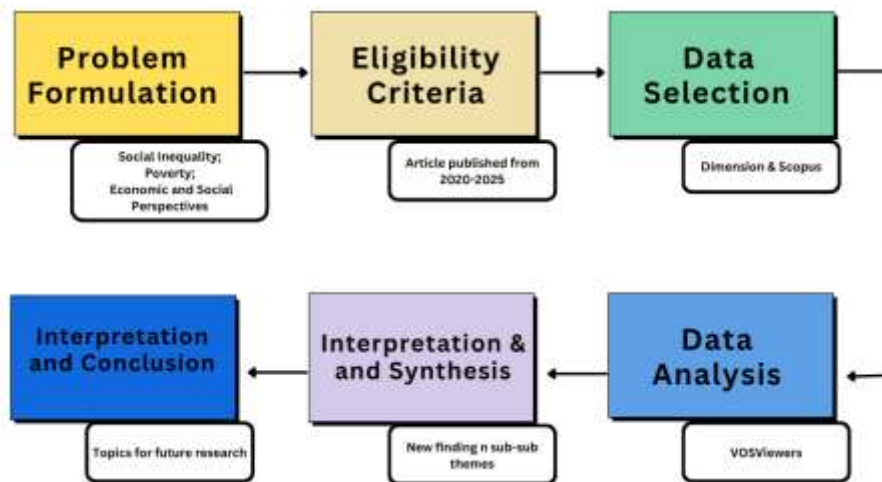 Problem
Formulation
Social Inequality;
Poverty;
Economic and Social
Perspectives
Eligibility
Criteria
Article published from
2020-2025
Data
Selection
Dimension & Scopus
Data
Analysis
VOSViewers
Interpretation &
and Synthesis
New finding n sub-sub
themes
Interpretation
and Conclusion
Topics for future research